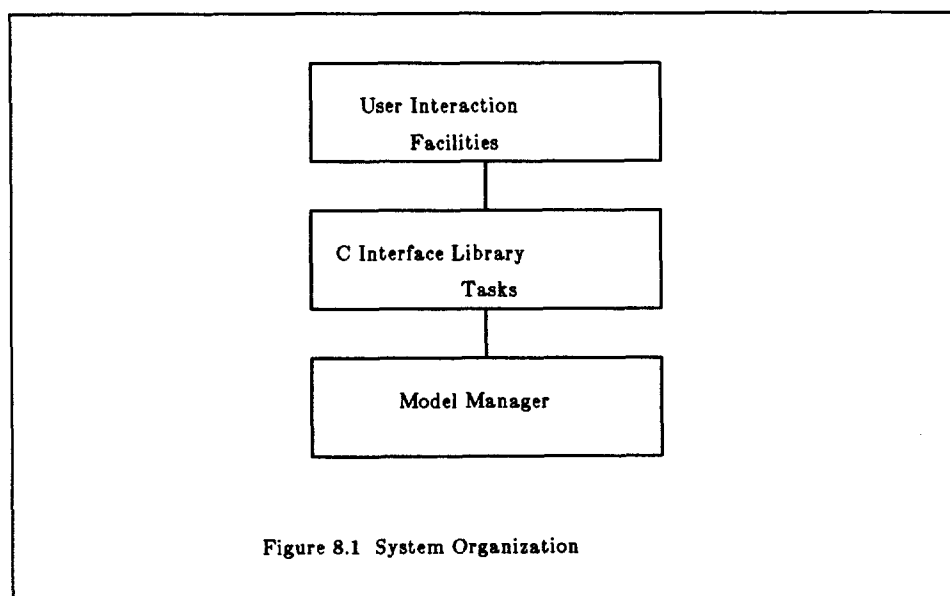 User Interaction
Facilities
C Interface Library
Tasks
Model Manager
Figure 8.1 System Organization